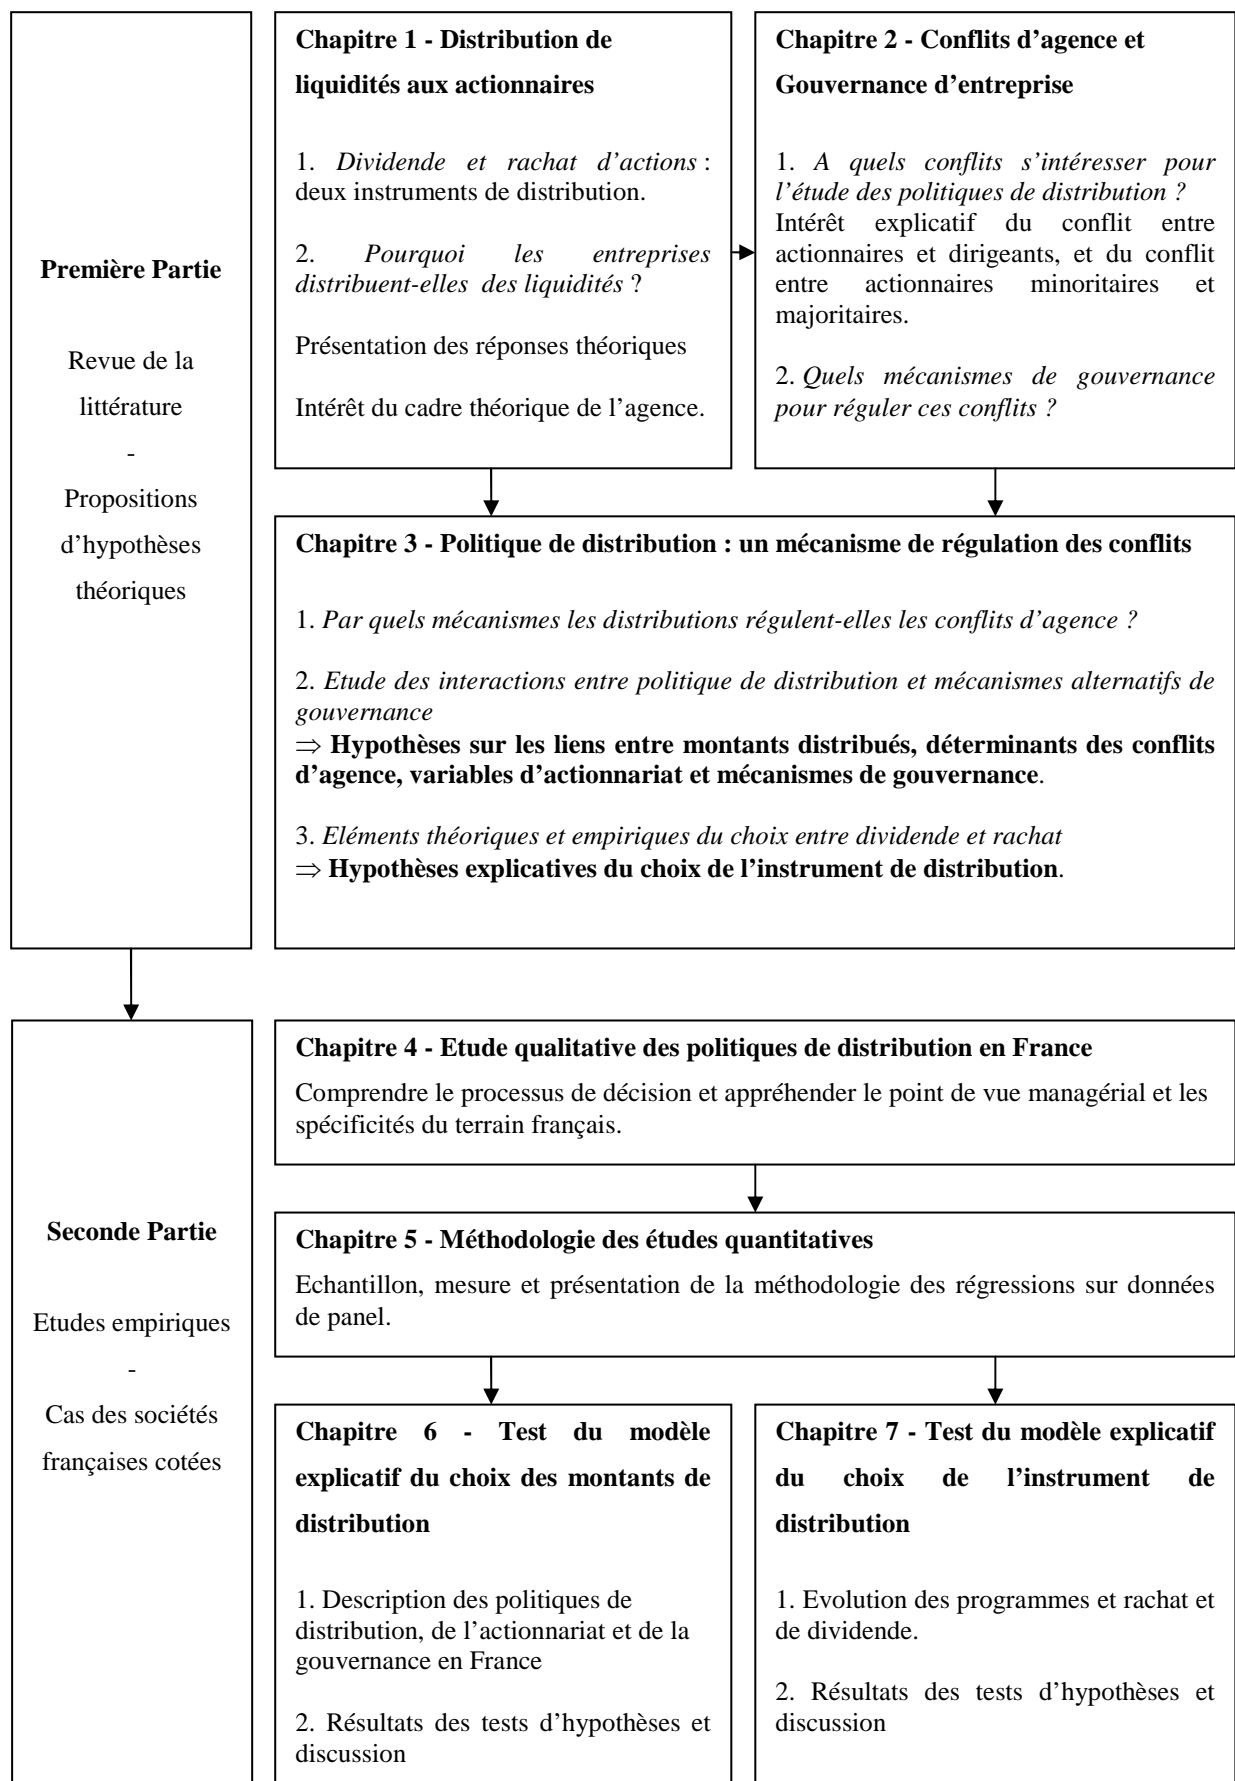 Première Partie
Revue de la
littérature
-
Propositions
d’hypothèses
théoriques
Chapitre 1 - Distribution de
liquidités aux actionnaires
1. Dividende et rachat d’actions :
deux instruments de distribution.
2. Pourquoi les entreprises
distribuent-elles des liquidités ?
Présentation des réponses théoriques
Intérêt du cadre théorique de l’agence.
Chapitre 2 - Conflits d’agence et
Gouvernance d’entreprise
1. A quels conflits s’intéresser pour
l’étude des politiques de distribution ?
Intérêt explicatif du conflit entre
actionnaires et dirigeants, et du conflit
entre actionnaires minoritaires et
majoritaires.
2. Quels mécanismes de gouvernance
pour réguler ces conflits ?
Chapitre 3 - Politique de distribution : un mécanisme de régulation des conflits
1. Par quels mécanismes les distributions régulent-elles les conflits d’agence ?
2. Etude des interactions entre politique de distribution et mécanismes alternatifs de
gouvernance
⇒ Hypothèses sur les liens entre montants distribués, déterminants des conflits
d’agence, variables d’actionnariat et mécanismes de gouvernance.
3. Eléments théoriques et empiriques du choix entre dividende et rachat
⇒ Hypothèses explicatives du choix de l’instrument de distribution.
Seconde Partie
Etudes empiriques
-
Cas des sociétés
françaises cotées
Chapitre 4 - Etude qualitative des politiques de distribution en France
Comprendre le processus de décision et appréhender le point de vue managérial et les
spécificités du terrain français.
Chapitre 5 - Méthodologie des études quantitatives
Echantillon, mesure et présentation de la méthodologie des régressions sur données
de panel.
Chapitre 6 - Test du modèle
explicatif du choix des montants de
distribution
1. Description des politiques de
distribution, de l’actionnariat et de la
gouvernance en France
2. Résultats des tests d’hypothèses et
discussion
Chapitre 7 - Test du modèle explicatif
du choix de l’instrument de
distribution
1. Evolution des programmes et rachat et
de dividende.
2. Résultats des tests d’hypothèses et
discussion